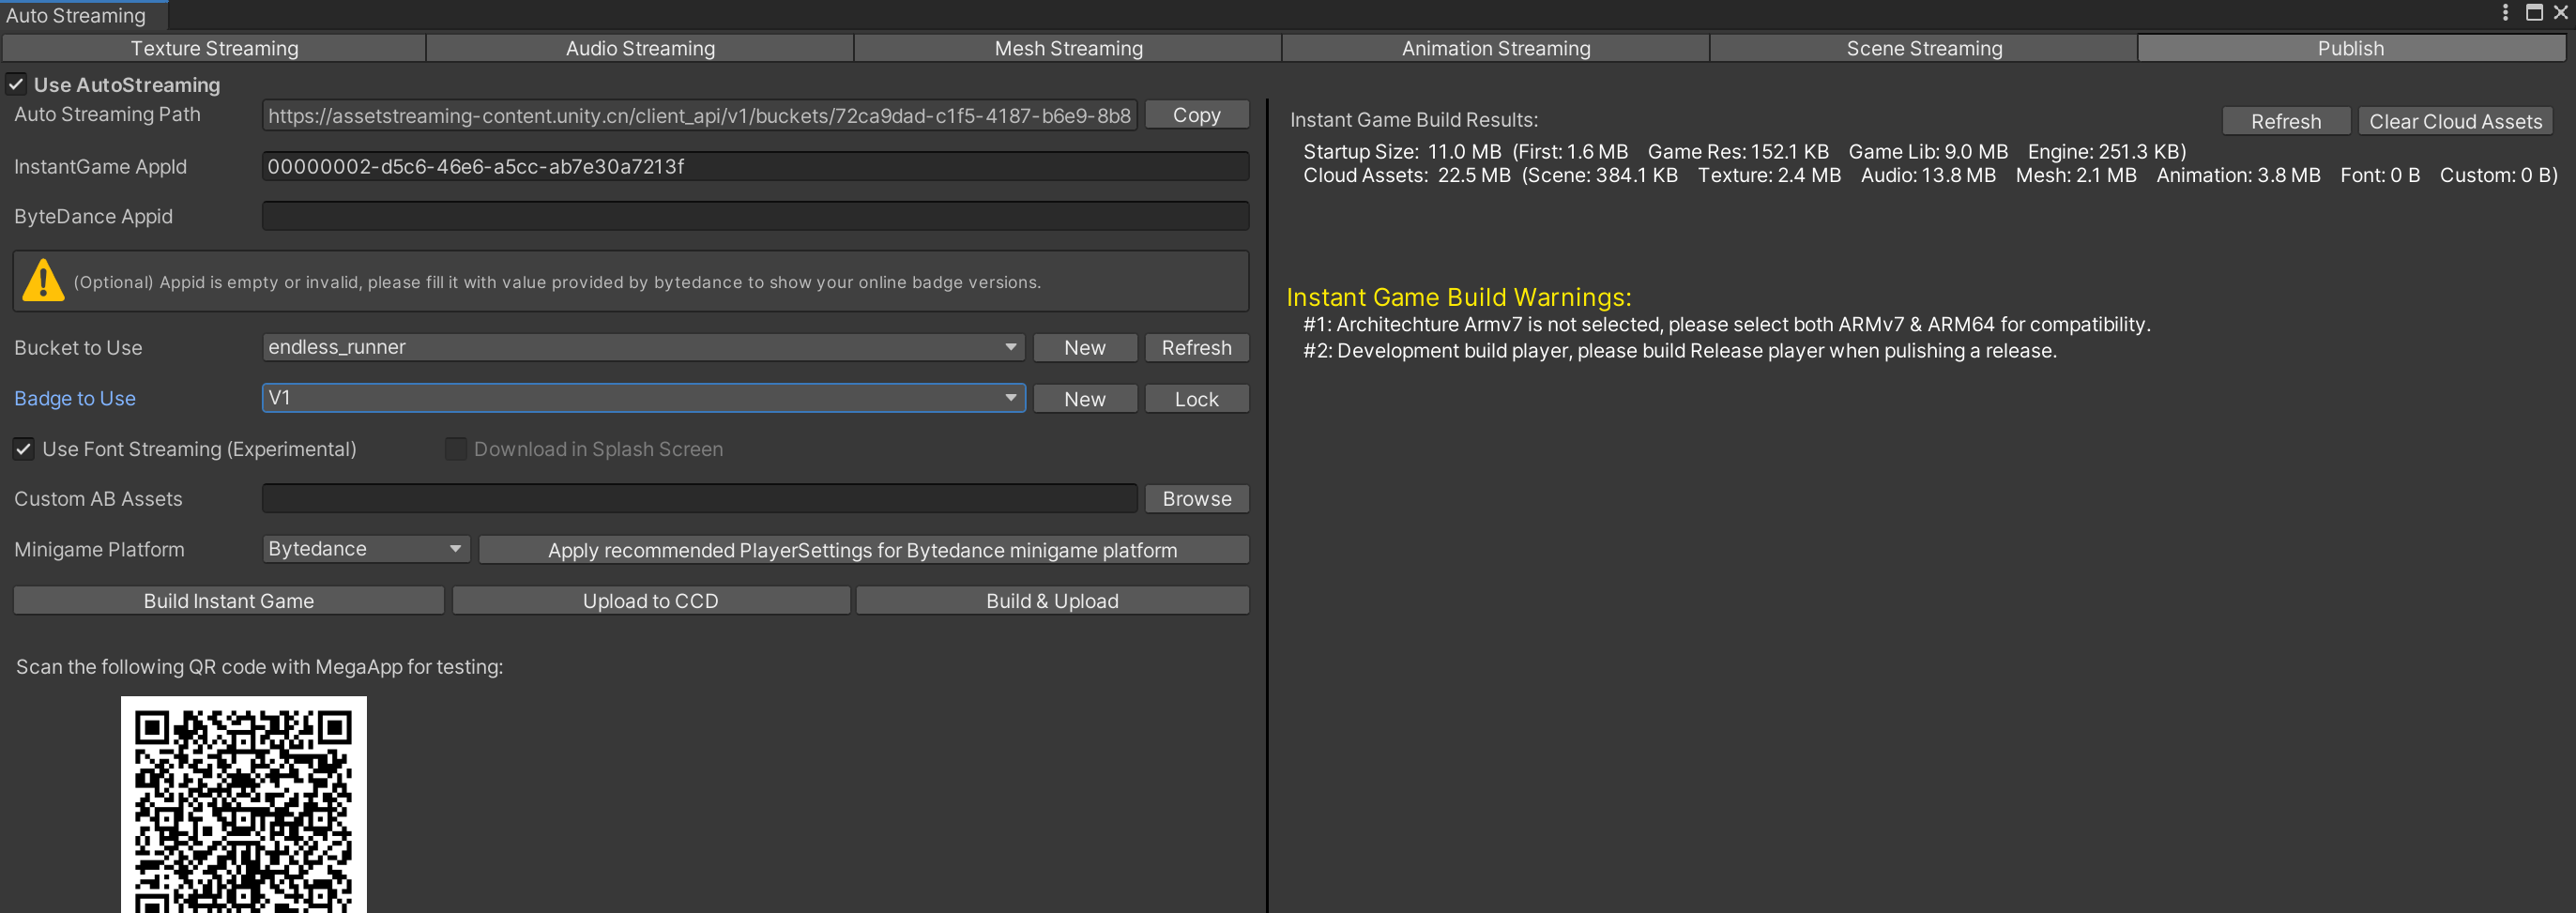 Auto Streaming
Texture Streaming Audio Streaming Mesh Streaming Animation Streaming Scene Streaming Publish
Use AutoStreaming
Auto Streaming Path https://assetstreaming-content.unity.cn/client_api/v1/buckets/72ca9dad-c1f5-4187-b6e9-8b8 Copy
InstantGame AppId 00000002-d5c6-46e6-a5cc-ab7e30a7213f
ByteDance Appid
(Optional) Appid is empty or invalid, please fill it with value provided by bytedance to show your online badge versions.
Bucket to Use endless_runner New Refresh
Badge to Use V1 New Lock
Use Font Streaming (Experimental) Download in Splash Screen
Custom AB Assets Browse
Minigame Platform Bytedance Apply recommended PlayerSettings for Bytedance minigame platform
Build Instant Game Upload to CCD Build & Upload
Scan the following QR code with MegaApp for testing:
Instant Game Build Results: Refresh Clear Cloud Assets
Startup Size: 11.0 MB (First: 1.6 MB Game Res: 152.1 KB Game Lib: 9.0 MB Engine: 251.3 KB)
Cloud Assets: 22.5 MB (Scene: 384.1 KB Texture: 2.4 MB Audio: 13.8 MB Mesh: 2.1 MB Animation: 3.8 MB Font: 0 B Custom: 0 B)
Instant Game Build Warnings:
#1: Architechture Armv7 is not selected, please select both ARMv7 & ARM64 for compatibility.
#2: Development build player, please build Release player when pulishing a release.